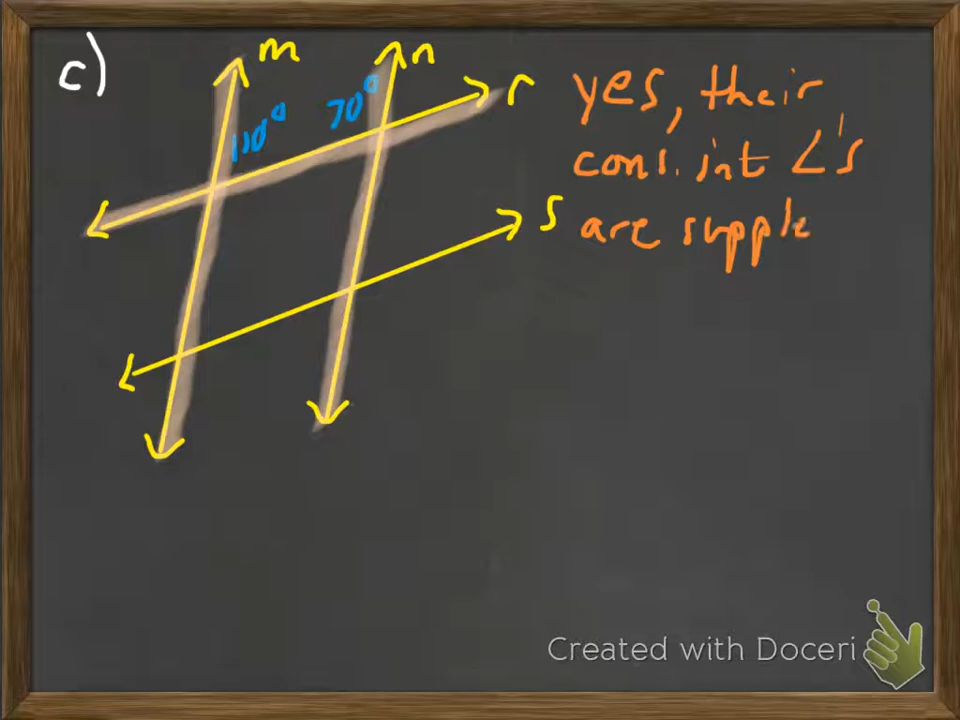 c)
m
n
r
110°
70°
s
yes, their
cons. int ∠'s
are supple
Created with Doceri